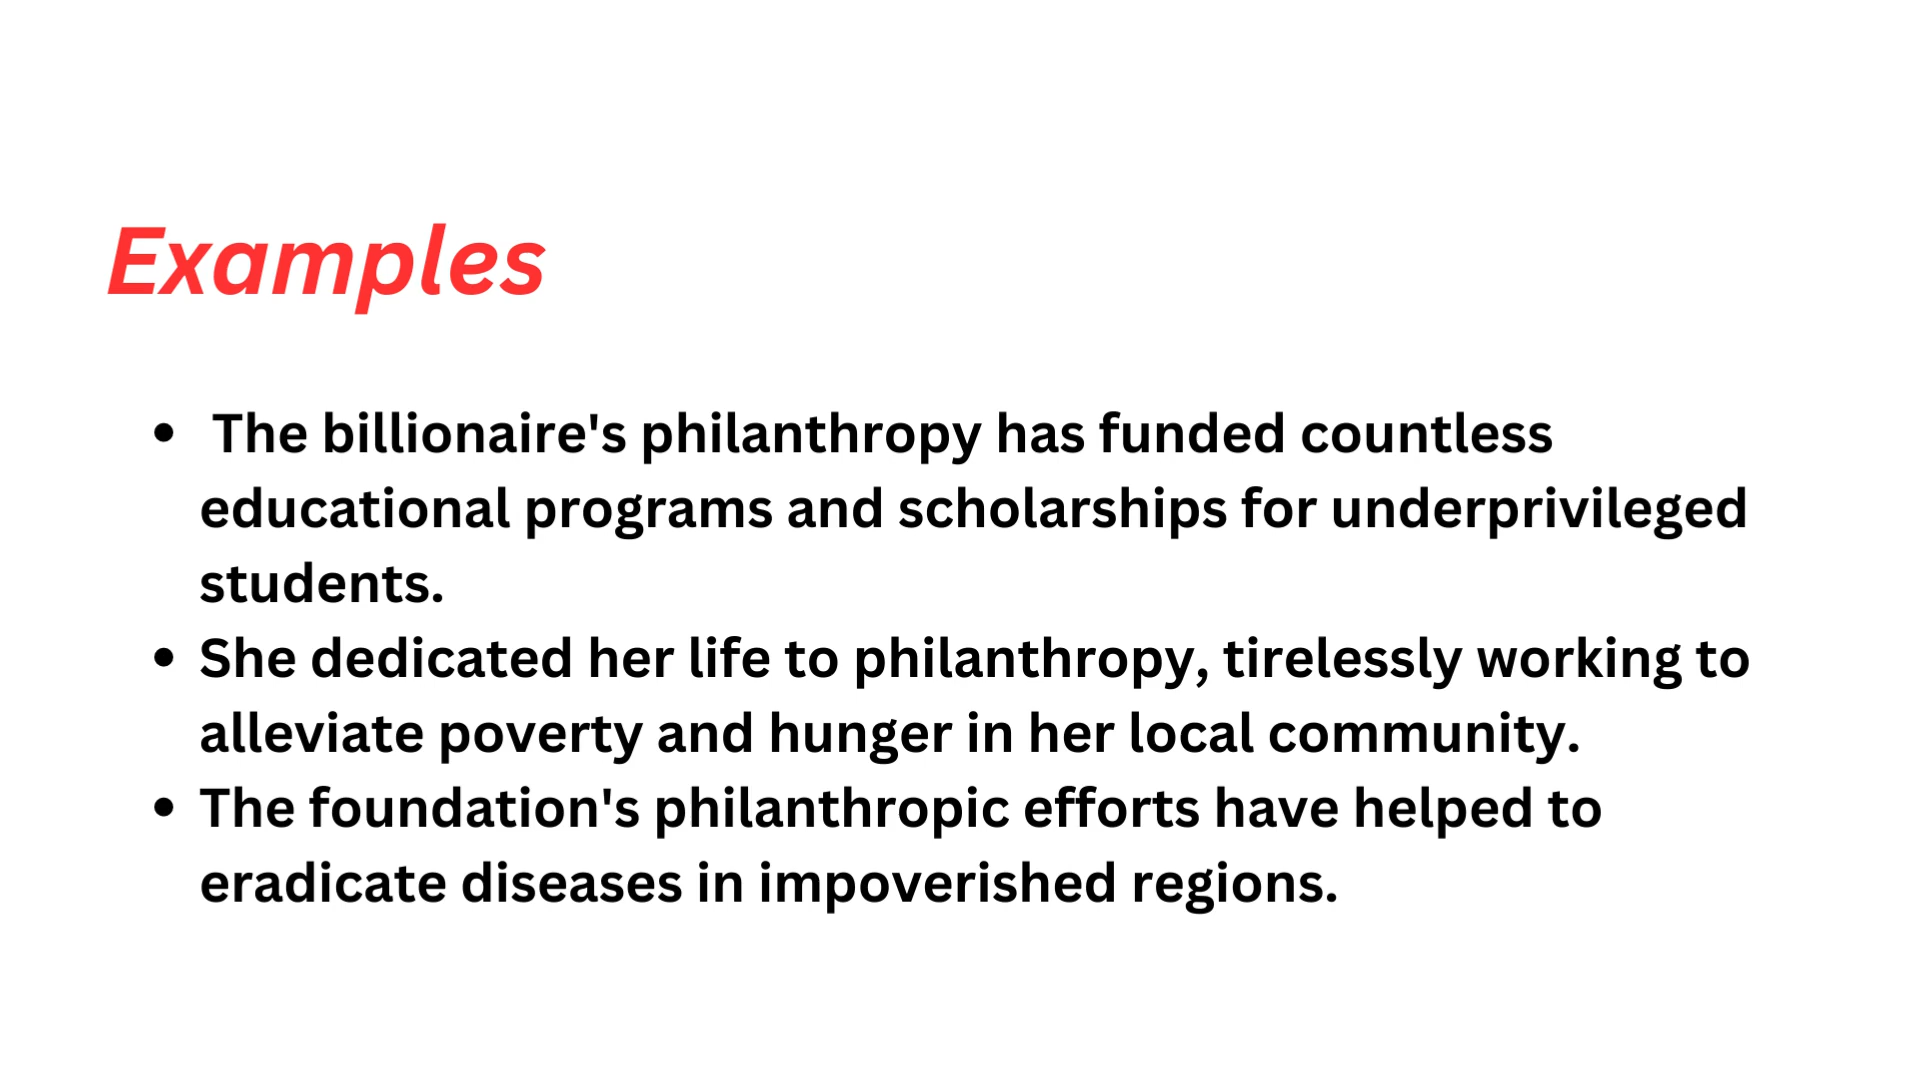 Examples
• The billionaire's philanthropy has funded countless
educational programs and scholarships for underprivileged
students.
• She dedicated her life to philanthropy, tirelessly working to
alleviate poverty and hunger in her local community.
• The foundation's philanthropic efforts have helped to
eradicate diseases in impoverished regions.